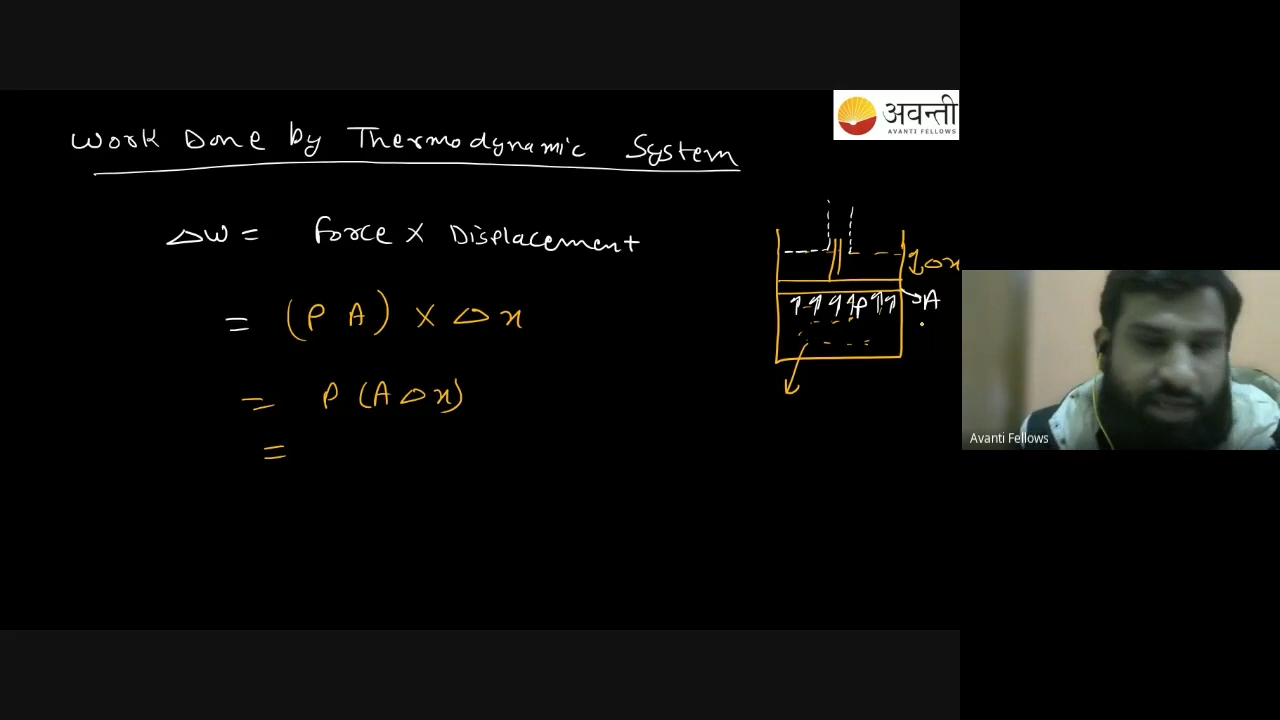 Work Done by Thermodynamic System
अवन्ती
AVANTI FELLOWS
Δw = Force × Displacement
= (P A) × Δx
= P (A Δx)
=
Δx
A
P
Avanti Fellows